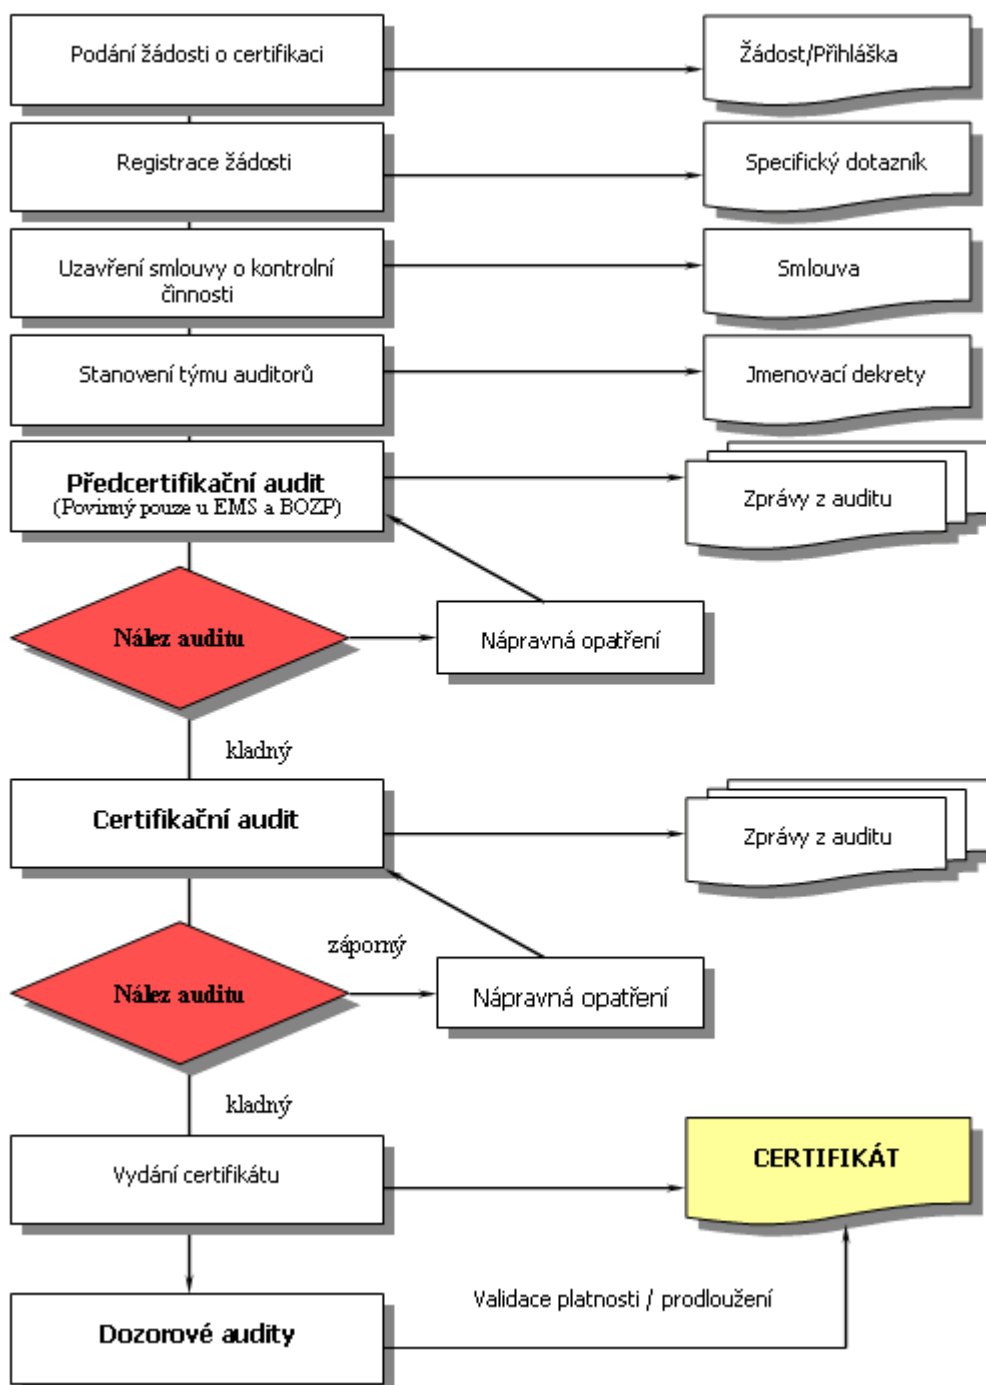 Podání žádosti o certifikaci
Žádost/Přihláška
Registrace žádosti
Specifický dotazník
Uzavření smlouvy o kontrolní
činnosti
Smlouva
Stanovení týmu auditorů
Jmenovací dekrety
Předcertifikační audit
(Povinný pouze u EMS a BOZP)
Zprávy z auditu
Nález auditu
Nápravná opatření
kladný
Certifikační audit
Zprávy z auditu
záporný
Nález auditu
Nápravná opatření
kladný
Vydání certifikátu
CERTIFIKÁT
Validace platnosti / prodloužení
Dozorové audity